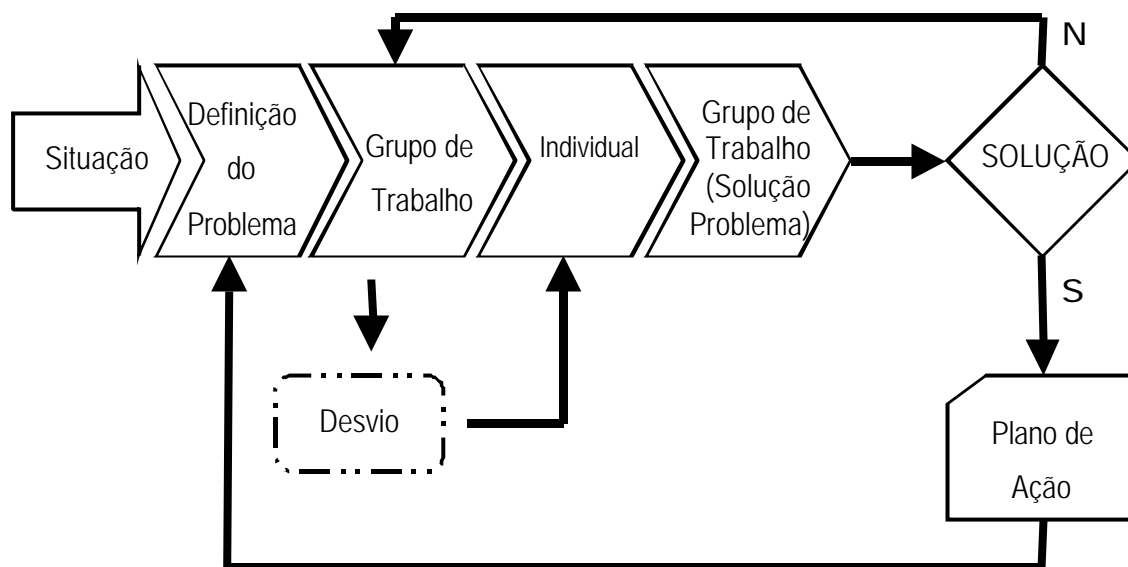 Situação
Definição
do
Problema
Grupo de
Trabalho
Individual
Grupo de
Trabalho
(Solução
Problema)
SOLUÇÃO
N
S
Desvio
Plano de
Ação